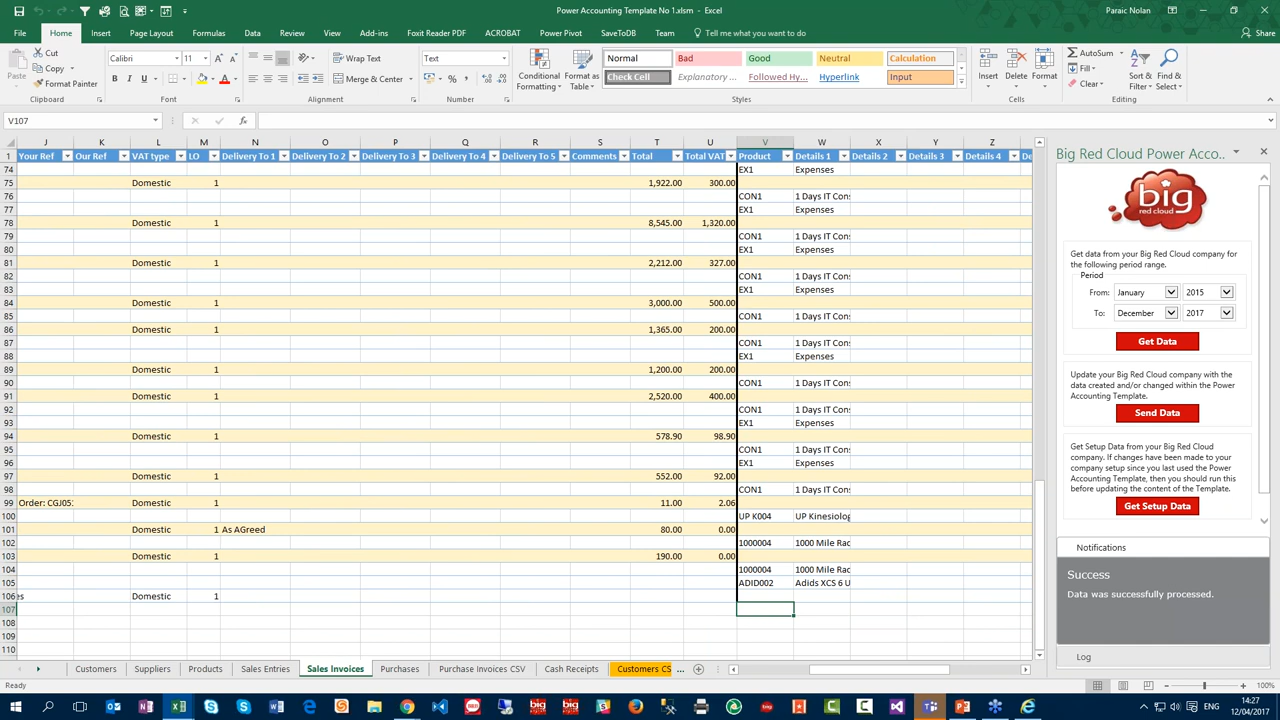 Power Accounting Template No 1.xlsm - Excel
Paraic Nolan
File Home Insert Page Layout Formulas Data Review View Add-ins Foxit Reader PDF ACROBAT Power Pivot SaveToDB Team Tell me what you want to do Share
Paste Cut Copy Format Painter Clipboard
Calibri 11 B I U Font
Wrap Text Merge & Center Alignment
Text % Number
Conditional Formatting Format as Table
Normal Bad Good Neutral Calculation
Check Cell Explanatory ... Followed Hy... Hyperlink Input
Styles
Insert Delete Format Cells
AutoSum Fill Clear Sort & Filter Find & Select Editing
V107
J K L M N O P Q R S T U V W X Y Z
1 Your Ref Our Ref VAT type LO Delivery To 1 Delivery To 2 Delivery To 3 Delivery To 4 Delivery To 5 Comments Total Total VAT Product Details 1 Details 2 Details 3 Details 4 De
74 EX1 Expenses
75 Domestic 1 1,922.00 300.00
76 CON1 1 Days IT Cons
77 EX1 Expenses
78 Domestic 1 8,545.00 1,320.00
79 CON1 1 Days IT Cons
80 EX1 Expenses
81 Domestic 1 2,212.00 327.00
82 CON1 1 Days IT Cons
83 EX1 Expenses
84 Domestic 1 3,000.00 500.00
85 CON1 1 Days IT Cons
86 Domestic 1 1,365.00 200.00
87 CON1 1 Days IT Cons
88 EX1 Expenses
89 Domestic 1 1,200.00 200.00
90 CON1 1 Days IT Cons
91 Domestic 1 2,520.00 400.00
92 CON1 1 Days IT Cons
93 EX1 Expenses
94 Domestic 1 578.90 98.90
95 CON1 1 Days IT Cons
96 EX1 Expenses
97 Domestic 1 552.00 92.00
98 CON1 1 Days IT Cons
99 Order: CGJ05 Domestic 1 11.00 2.06
100 UP K004 UP Kinesiolog
101 Domestic 1 As AGreed 80.00 0.00
102 1000004 1000 Mile Rac
103 Domestic 1 190.00 0.00
104 1000004 1000 Mile Rac
105 ADID002 Adids XCS 6 U
106 es Domestic 1
107
108
109
110
Customers Suppliers Products Sales Entries Sales Invoices Purchases Purchase Invoices CSV Cash Receipts Customers CS ...
Ready 100%
Big Red Cloud Power Acco...
big
red cloud
Get data from your Big Red Cloud company for
the following period range.
Period
From: January 2015
To: December 2017
Get Data
Update your Big Red Cloud company with the
data created and/or changed within the Power
Accounting Template.
Send Data
Get Setup Data from your Big Red Cloud
company. If changes have been made to your
company setup since you last used the Power
Accounting Template, then you should run this
before updating the content of the Template.
Get Setup Data
Notifications
Success
Data was successfully processed.
Log
ENG
14:27
12/04/2017